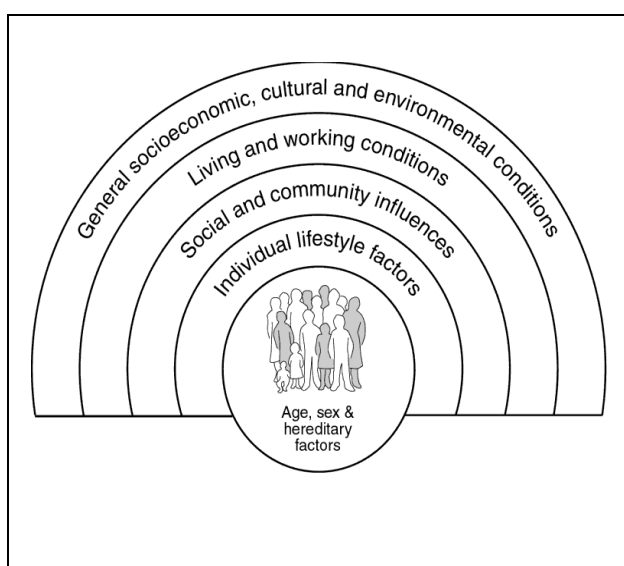 General socioeconomic, cultural and environmental conditions
Living and working conditions
Social and community influences
Individual lifestyle factors
Age, sex &
hereditary
factors